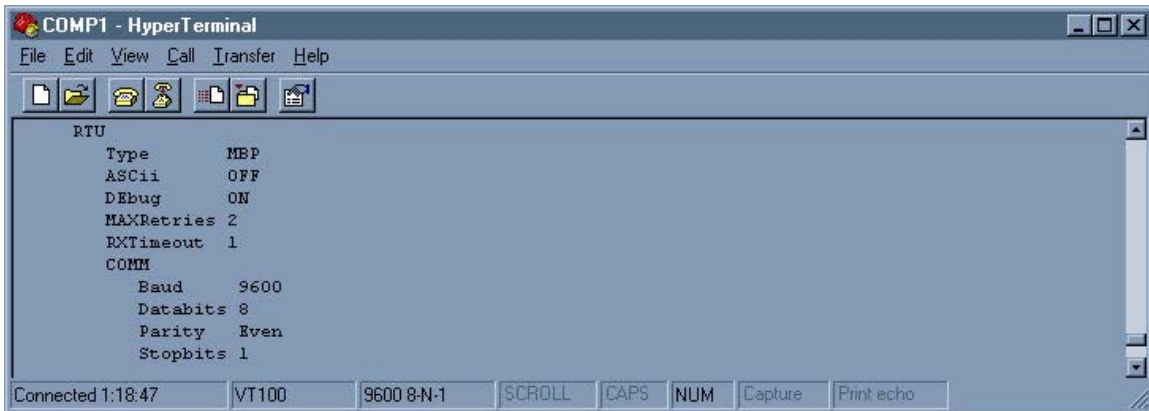 COMP1 - HyperTerminal
File Edit View Call Transfer Help
RTU
Type MBP
ASCii OFF
DEbug ON
MAXRetries 2
RXTimeout 1
COMM
Baud 9600
Databits 8
Parity Even
Stopbits 1
Connected 1:18:47 VT100 9600 8-N-1 SCROLL CAPS NUM Capture Print echo